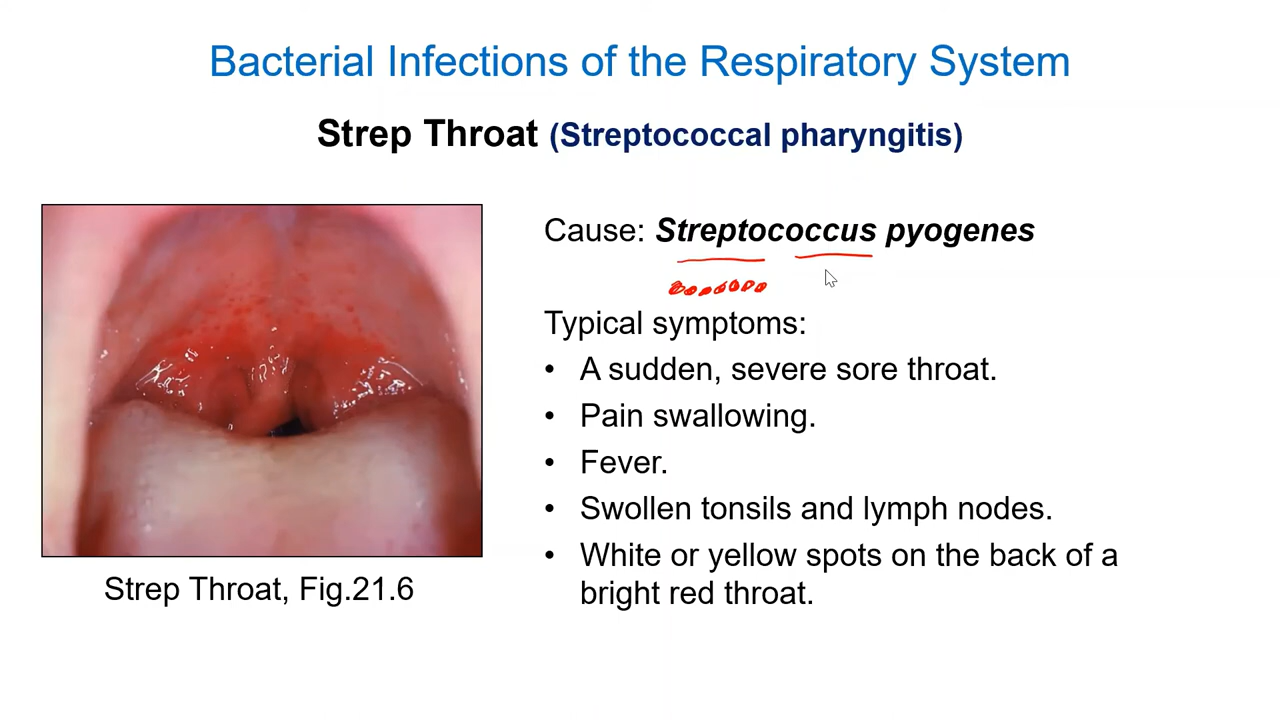 Bacterial Infections of the Respiratory System
Strep Throat (Streptococcal pharyngitis)
Cause: Streptococcus pyogenes
Typical symptoms:
• A sudden, severe sore throat.
• Pain swallowing.
• Fever.
• Swollen tonsils and lymph nodes.
• White or yellow spots on the back of a
bright red throat.
Strep Throat, Fig.21.6